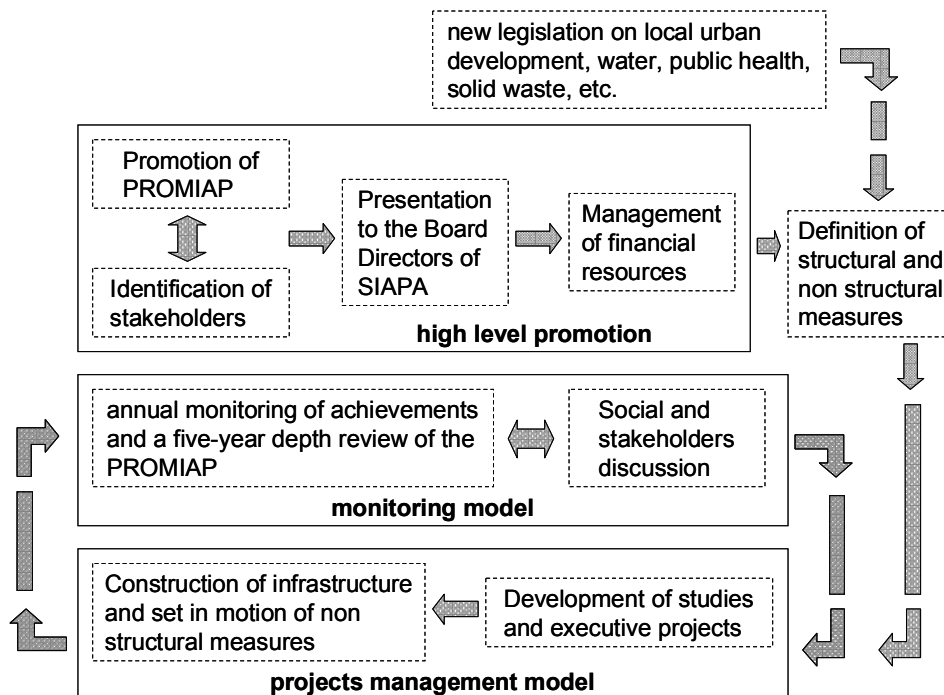 new legislation on local urban
development, water, public health,
solid waste, etc.
Promotion of
PROMIAP
Identification of
stakeholders
Presentation
to the Board
Directors of
SIAPA
Management
of financial
resources
high level promotion
Definition of
structural and
non structural
measures
annual monitoring of achievements
and a five-year depth review of the
PROMIAP
Social and
stakeholders
discussion
monitoring model
Construction of infrastructure
and set in motion of non
structural measures
Development of studies
and executive projects
projects management model